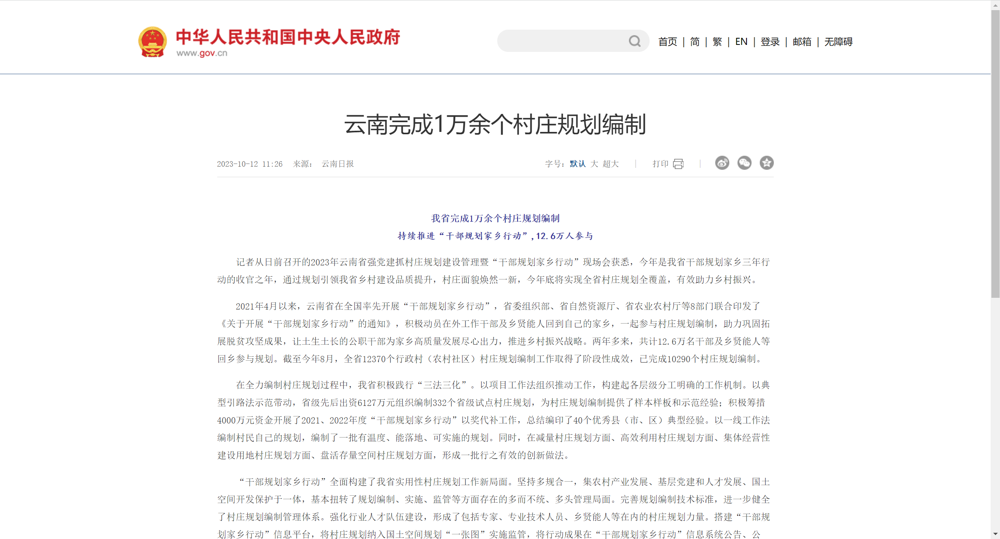 中华人民共和国中央人民政府
www.gov.cn
首页 | 简 | 繁 | EN | 登录 | 邮箱 | 无障碍
云南完成1万余个村庄规划编制
2023-10-12 11:26 来源： 云南日报 字号：默认 大 超大 | 打印 |
我省完成1万余个村庄规划编制
持续推进“干部规划家乡行动”,12.6万人参与
记者从日前召开的2023年云南省强党建抓村庄规划建设管理暨“干部规划家乡行动”现场会获悉，今年是我省干部规划家乡三年行
动的收官之年，通过规划引领我省乡村建设品质提升，村庄面貌焕然一新，今年底将实现全省村庄规划全覆盖，有效助力乡村振兴。
2021年4月以来，云南省在全国率先开展“干部规划家乡行动”，省委组织部、省自然资源厅、省农业农村厅等8部门联合印发了
《关于开展“干部规划家乡行动”的通知》，积极动员在外工作干部及乡贤能人回到自己的家乡，一起参与村庄规划编制，助力巩固拓
展脱贫攻坚成果，让土生土长的公职干部为家乡高质量发展尽心出力，推进乡村振兴战略。两年多来，共计12.6万名干部及乡贤能人等
回乡参与规划。截至今年8月，全省12370个行政村（农村社区）村庄规划编制工作取得了阶段性成效，已完成10290个村庄规划编制。
在全力编制村庄规划过程中，我省积极践行“三法三化”。以项目工作法组织推动工作，构建起各层级分工明确的工作机制。以典
型引路法示范带动，省级先后出资6127万元组织编制332个省级试点村庄规划，为村庄规划编制提供了样本样板和示范经验；积极筹措
4000万元资金开展了2021、2022年度“干部规划家乡行动”以奖代补工作，总结编印了40个优秀县（市、区）典型经验。以一线工作法
编制村民自己的规划，编制了一批有温度、能落地、可实施的规划。同时，在减量村庄规划方面、高效利用村庄规划方面、集体经营性
建设用地村庄规划方面、盘活存量空间村庄规划方面，形成一批行之有效的创新做法。
“干部规划家乡行动”全面构建了我省实用性村庄规划工作新局面。坚持多规合一，集农村产业发展、基层党建和人才发展、国土
空间开发保护于一体，基本扭转了规划编制、实施、监管等方面存在的多而不统、多头管理局面。完善规划编制技术标准，进一步健全
了村庄规划编制管理体系。强化行业人才队伍建设，形成了包括专家、专业技术人员、乡贤能人等在内的村庄规划力量。搭建“干部规
划家乡行动”信息平台，将村庄规划纳入国土空间规划“一张图”实施监管，将行动成果在“干部规划家乡行动”信息系统公告、公